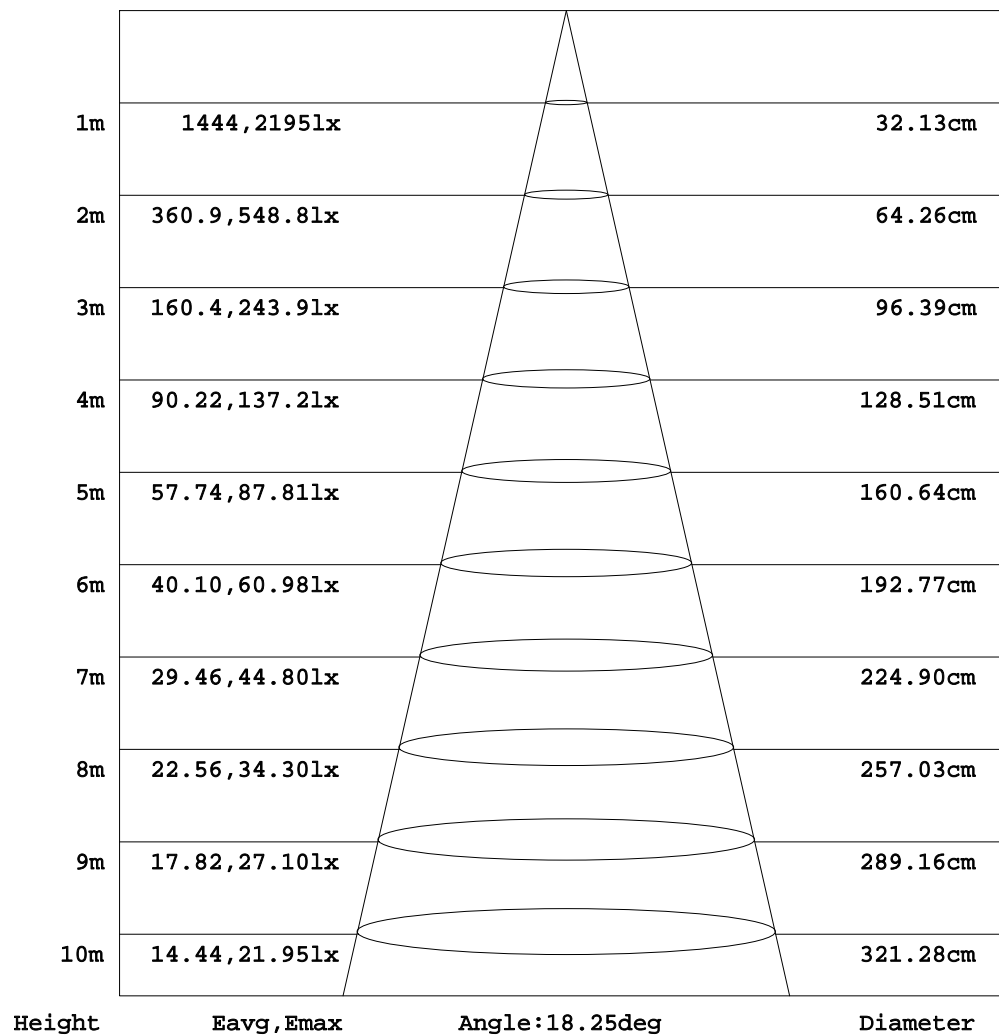 1m 1444,2195lx 32.13cm
2m 360.9,548.8lx 64.26cm
3m 160.4,243.9lx 96.39cm
4m 90.22,137.2lx 128.51cm
5m 57.74,87.81lx 160.64cm
6m 40.10,60.98lx 192.77cm
7m 29.46,44.80lx 224.90cm
8m 22.56,34.30lx 257.03cm
9m 17.82,27.10lx 289.16cm
10m 14.44,21.95lx 321.28cm
Height Eavg,Emax Angle:18.25deg Diameter